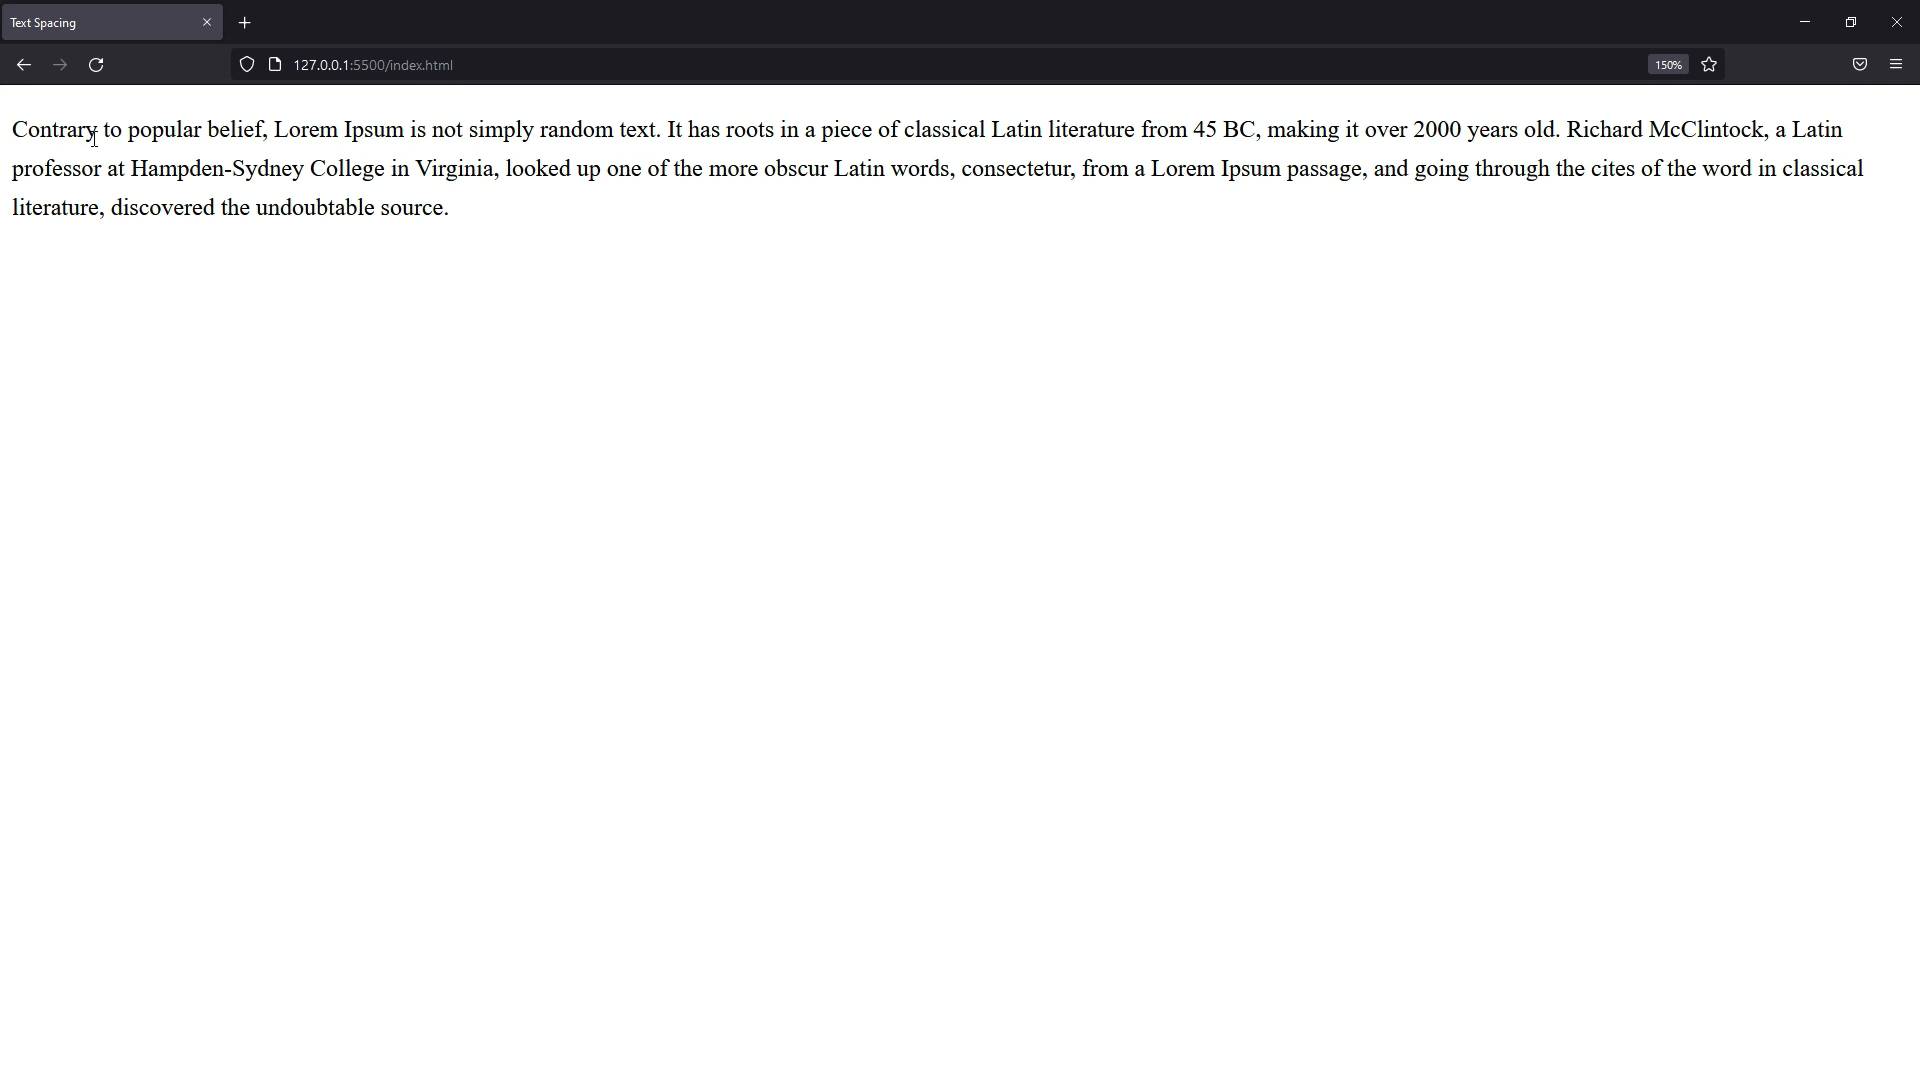 Text Spacing
127.0.0.1:5500/index.html
150%
Contrary to popular belief, Lorem Ipsum is not simply random text. It has roots in a piece of classical Latin literature from 45 BC, making it over 2000 years old. Richard McClintock, a Latin
professor at Hampden-Sydney College in Virginia, looked up one of the more obscur Latin words, consectetur, from a Lorem Ipsum passage, and going through the cites of the word in classical
literature, discovered the undoubtable source.